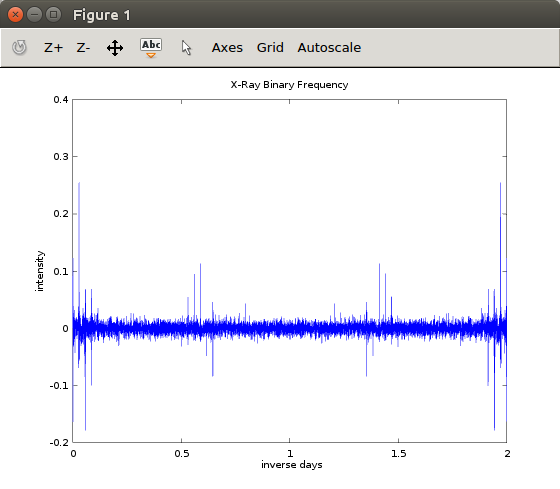 Figure 1
Z+ Z- Abc Axes Grid Autoscale
X-Ray Binary Frequency
0.4
0.3
0.2
0.1
0
-0.1
-0.2
intensity
0 0.5 1 1.5 2
inverse days